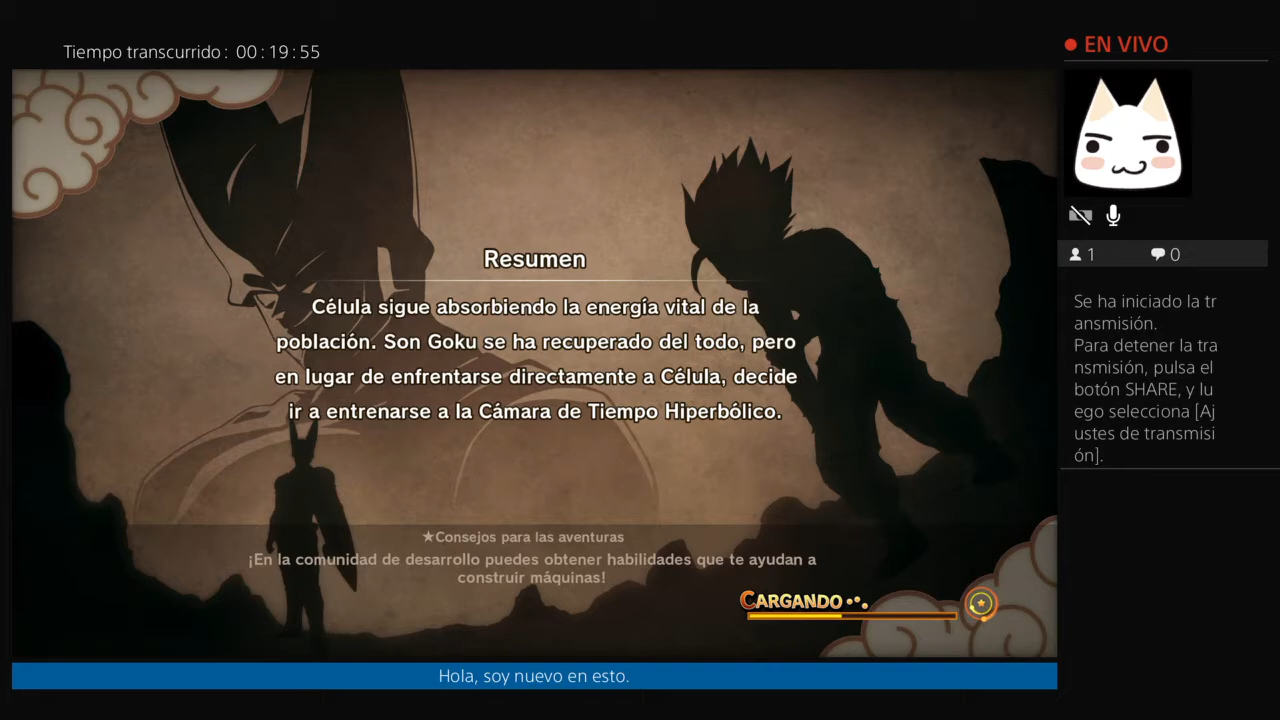 Tiempo transcurrido: 00:19:55
EN VIVO
1
0
Resumen
Célula sigue absorbiendo la energía vital de la
población. Son Goku se ha recuperado del todo, pero
en lugar de enfrentarse directamente a Célula, decide
ir a entrenarse a la Cámara de Tiempo Hiperbólico.
Se ha iniciado la tr
ansmisión.
Para detener la tra
nsmisión, pulsa el
botón SHARE, y lu
ego selecciona [Aj
ustes de transmisi
ón].
★Consejos para las aventuras
¡En la comunidad de desarrollo puedes obtener habilidades que te ayudan a
construir máquinas!
CARGANDO
Hola, soy nuevo en esto.